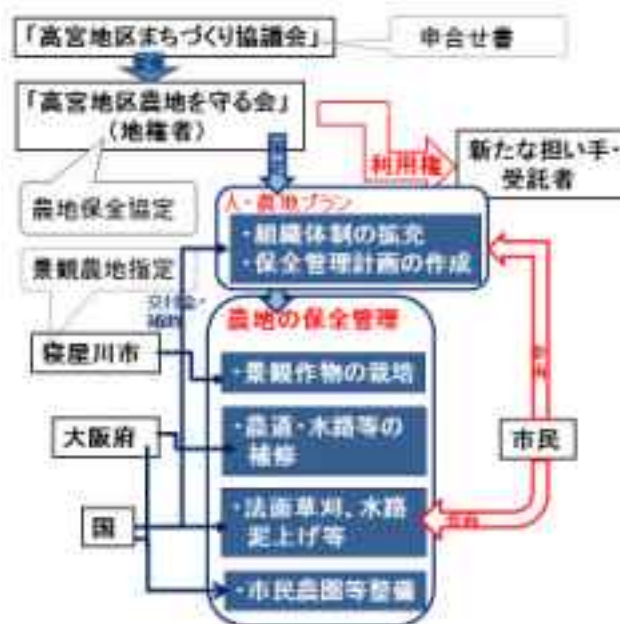 「高宮地区まちづくり協議会」
申合せ書
「高宮地区農地を守る会」
（地権者）
利用権
新たな担い手・
受託者
農地保全協定
人・農地プラン
・組織体制の拡充
・保全管理計画の作成
景観農地指定
交付金・
補助
農地の保全管理
寝屋川市
・景観作物の栽培
大阪府
・農道・水路等の
補修
市民
国
・法面草刈、水路
泥上げ等
・市民農園等整備